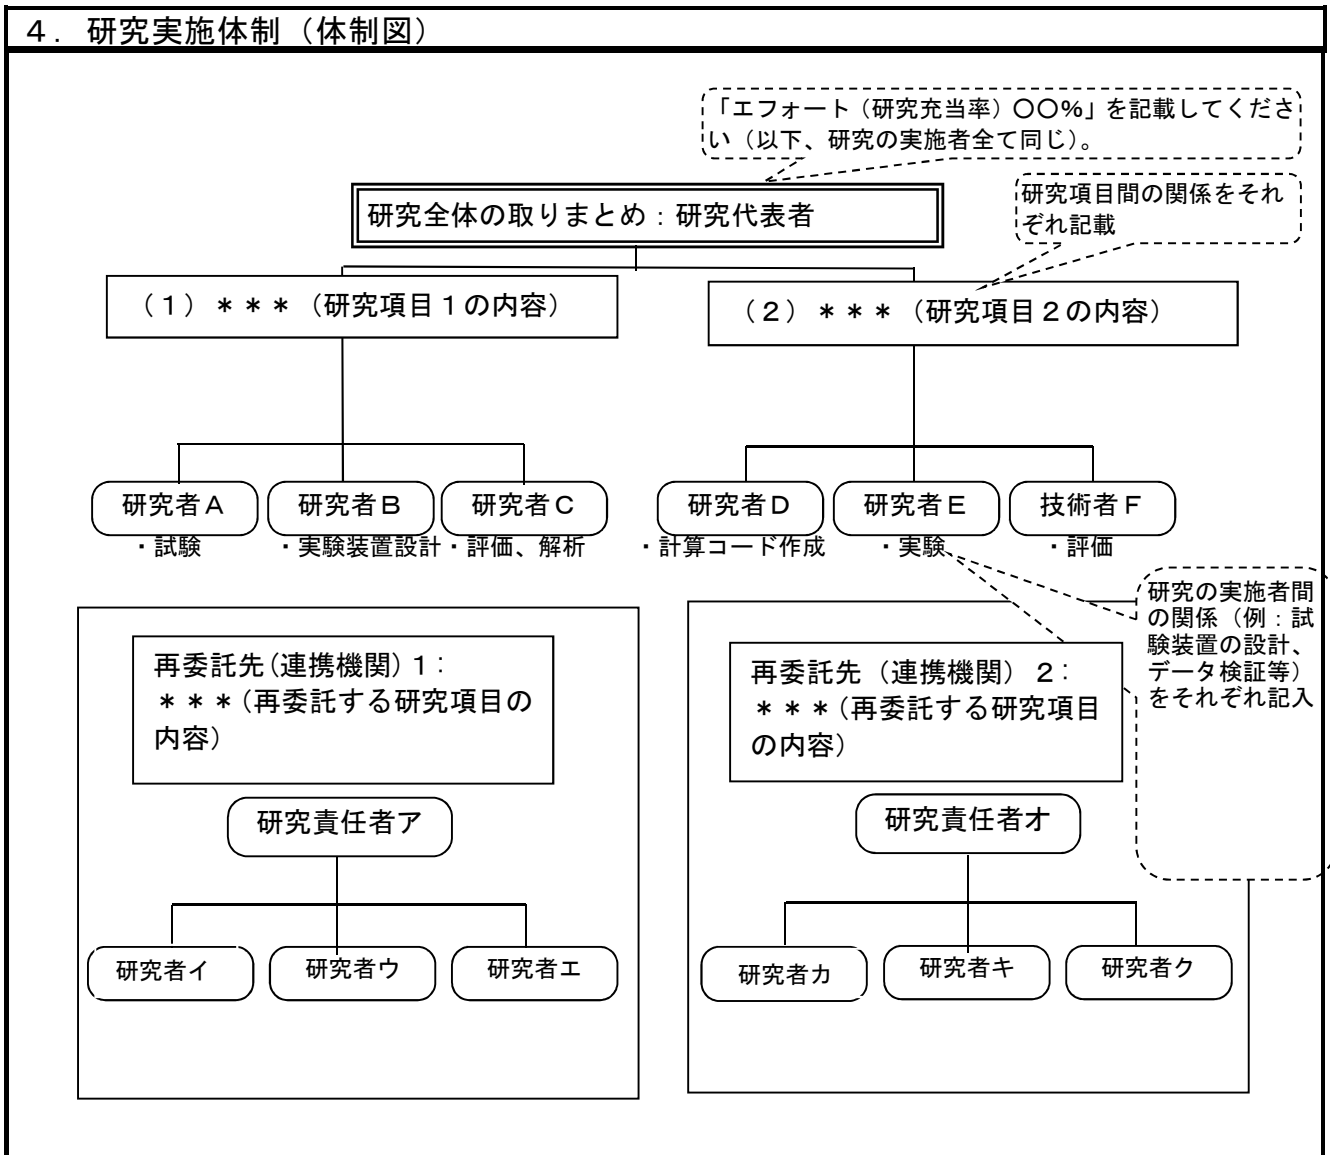 ４．研究実施体制（体制図）
「エフォート（研究充当率）〇〇%」を記載してくださ
い（以下、研究の実施者全て同じ）。
研究項目間の関係をそれ
ぞれ記載
研究全体の取りまとめ：研究代表者
（１）＊＊＊（研究項目１の内容）
（２）＊＊＊（研究項目２の内容）
研究者Ａ
研究者Ｂ
研究者Ｃ
研究者Ｄ
研究者Ｅ
技術者Ｆ
・試験
・実験装置設計
・評価、解析
・計算コード作成
・実験
・評価
研究の実施者間
の関係（例：試
験装置の設計、
データ検証等）
をそれぞれ記入
再委託先（連携機関）１：
＊＊＊（再委託する研究項目の
内容）
研究責任者ア
研究者イ
研究者ウ
研究者エ
再委託先（連携機関）２：
＊＊＊（再委託する研究項目
の内容）
研究責任者オ
研究者カ
研究者キ
研究者ク